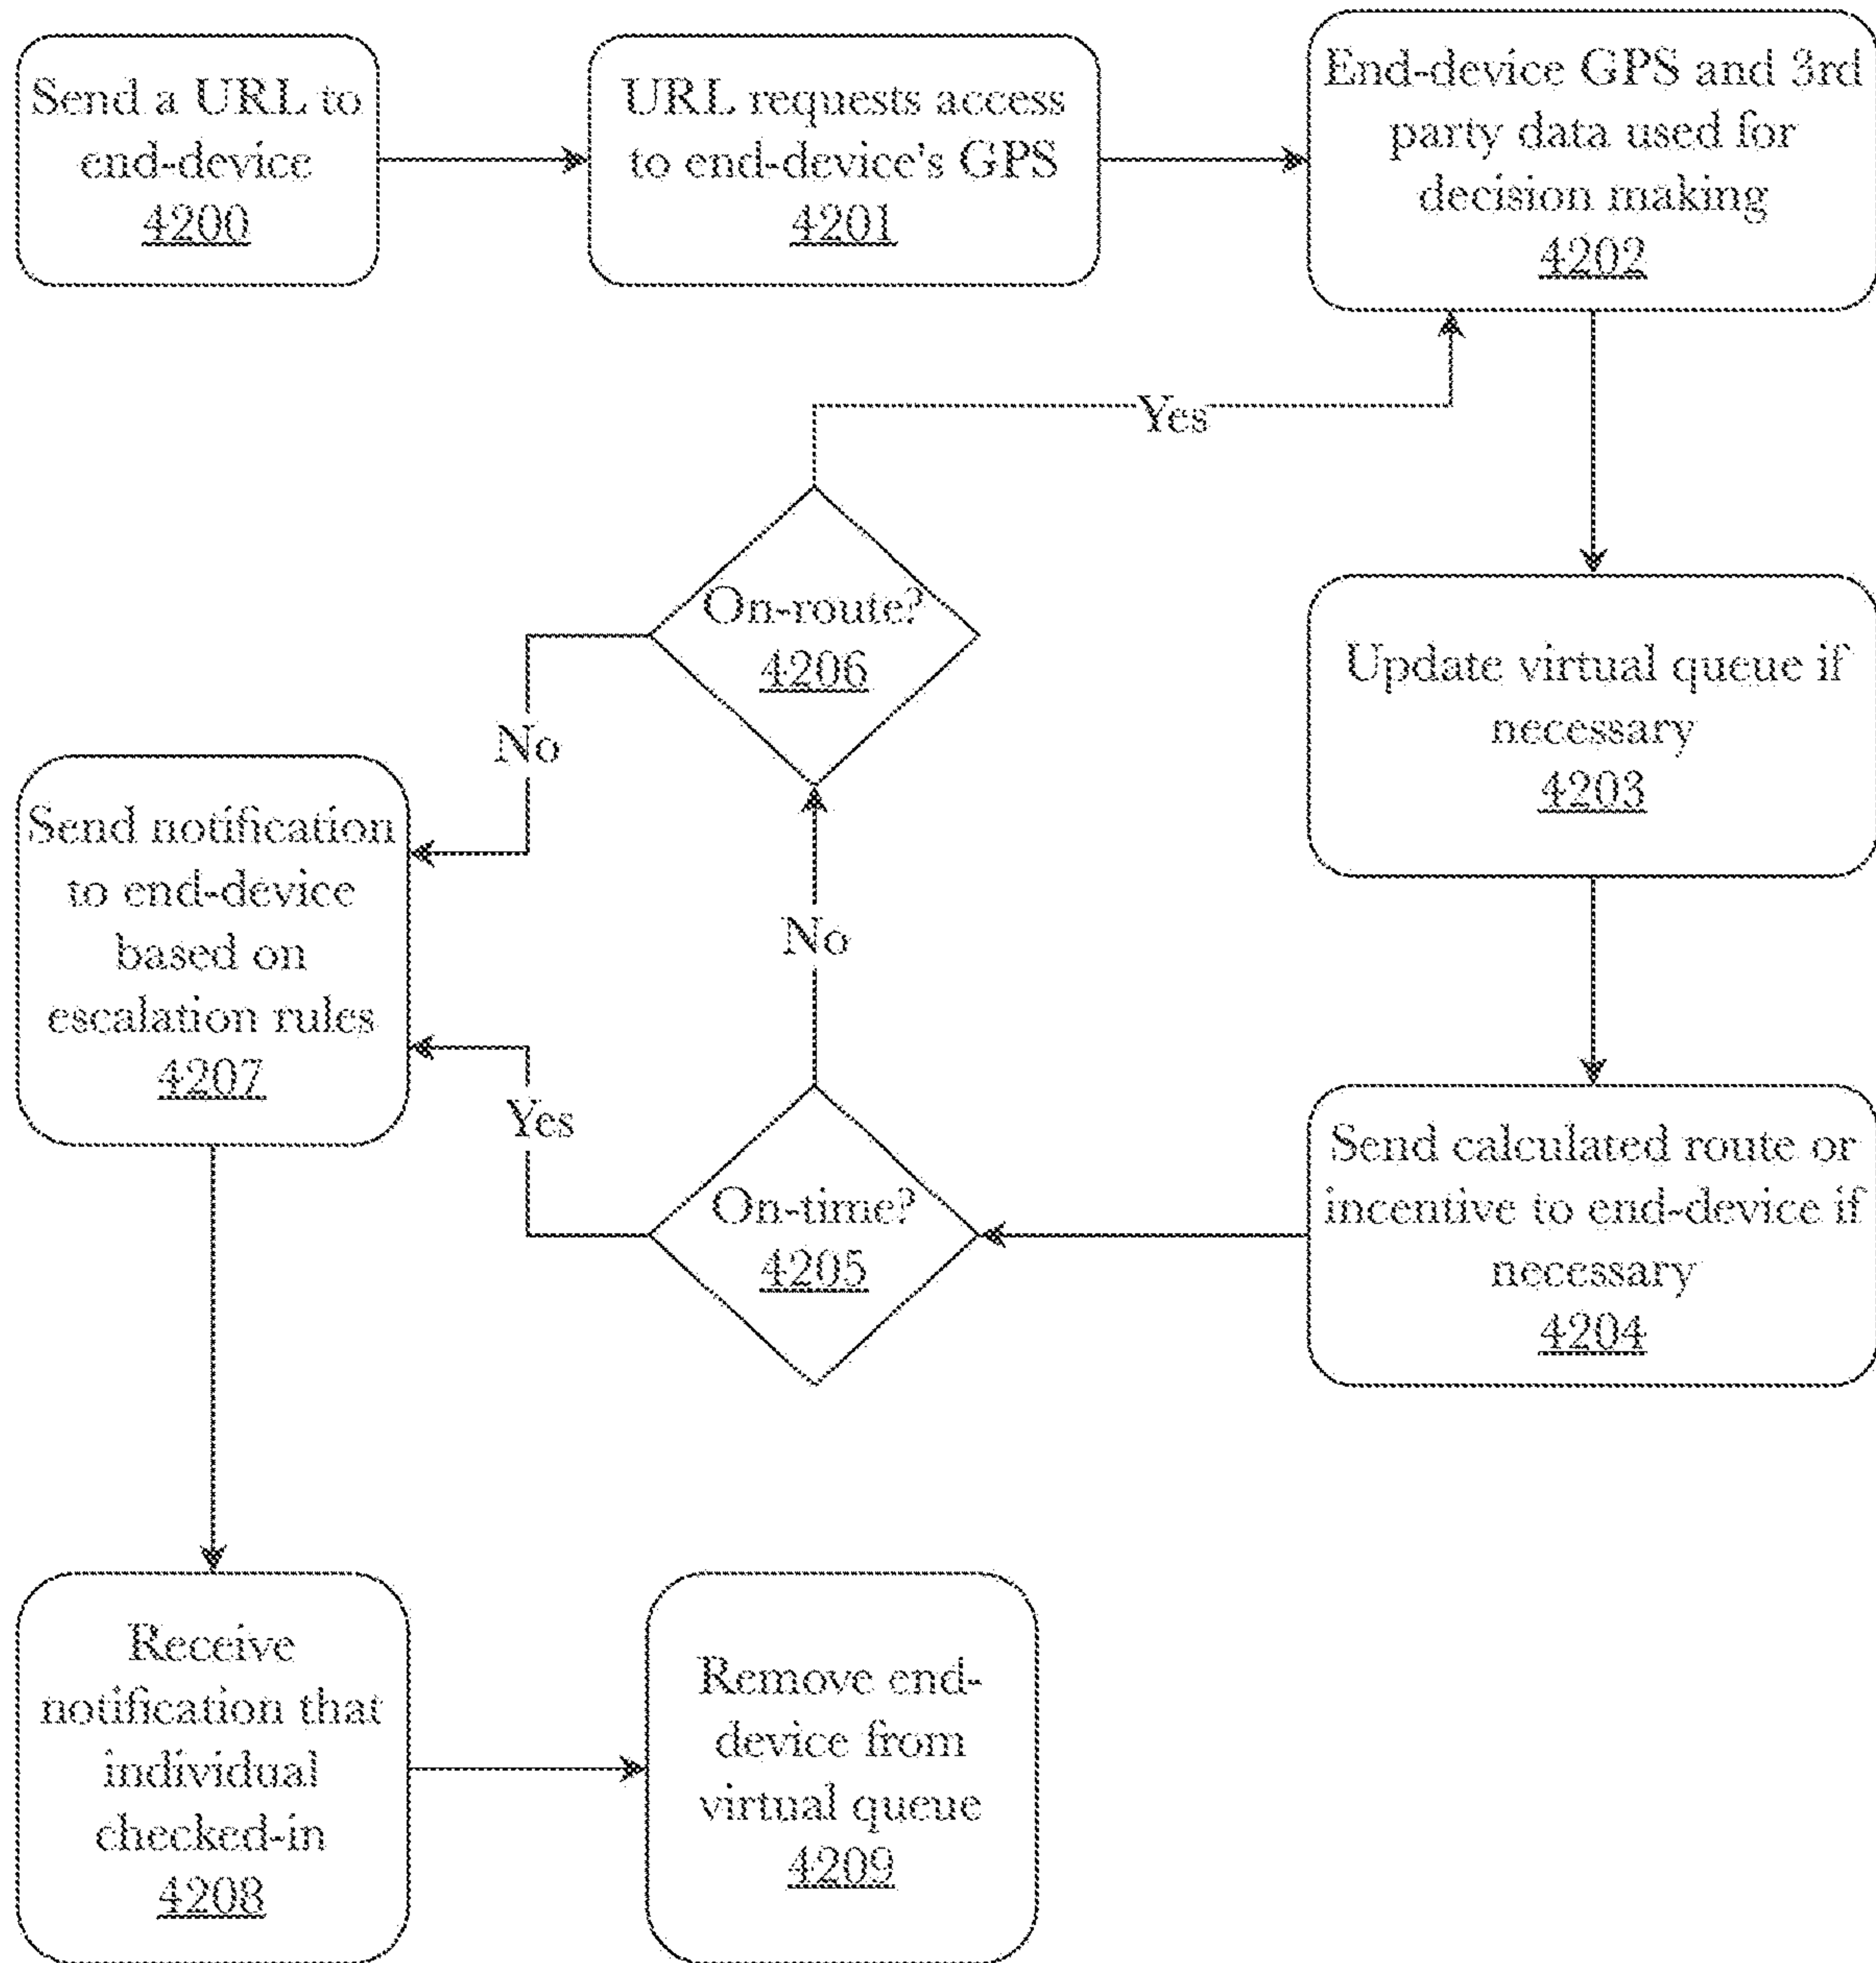 Send a URL to
end-device
4200
URL requests access
to end-device's GPS
4201
End-device GPS and 3rd
party data used for
decision making
4202
Yes
On-route?
4206
No
Update virtual queue if
necessary
4203
Send notification
to end-device
based on
escalation rules
4207
No
Yes
On-time?
4205
Send calculated route or
incentive to end-device if
necessary
4204
Receive
notification that
individual
checked-in
4208
Remove end-
device from
virtual queue
4209